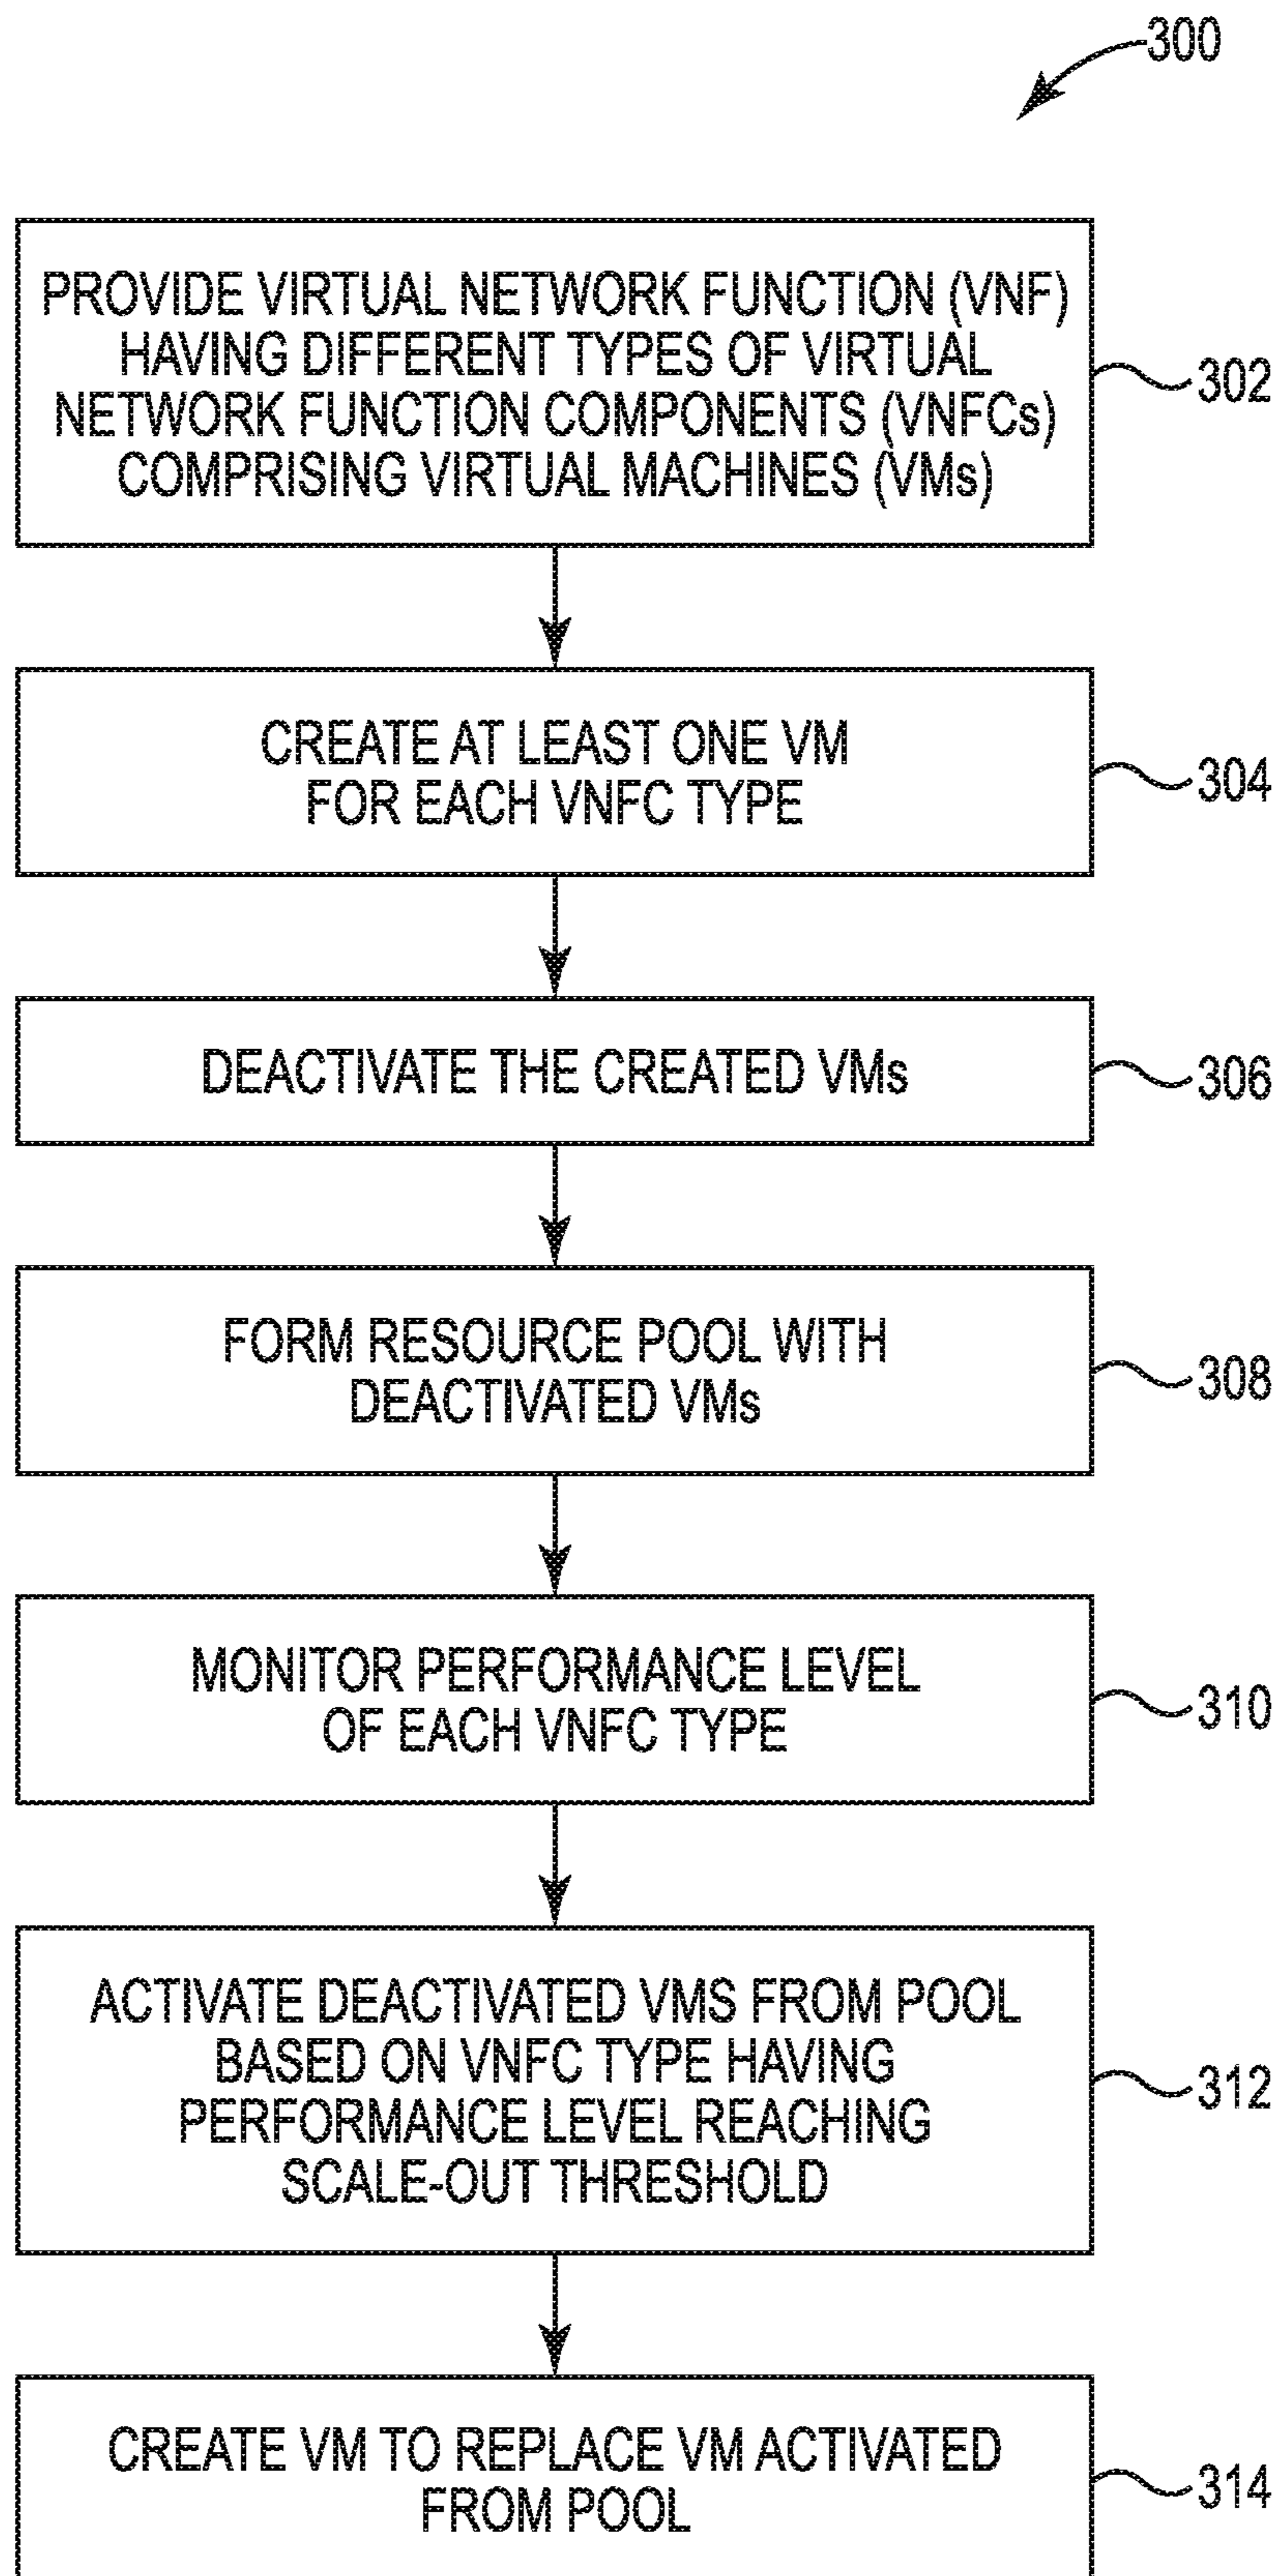 300
PROVIDE VIRTUAL NETWORK FUNCTION (VNF)
HAVING DIFFERENT TYPES OF VIRTUAL
NETWORK FUNCTION COMPONENTS (VNFCs)
COMPRISING VIRTUAL MACHINES (VMs)
302
CREATE AT LEAST ONE VM
FOR EACH VNFC TYPE
304
DEACTIVATE THE CREATED VMs
306
FORM RESOURCE POOL WITH
DEACTIVATED VMs
308
MONITOR PERFORMANCE LEVEL
OF EACH VNFC TYPE
310
ACTIVATE DEACTIVATED VMS FROM POOL
BASED ON VNFC TYPE HAVING
PERFORMANCE LEVEL REACHING
SCALE-OUT THRESHOLD
312
CREATE VM TO REPLACE VM ACTIVATED
FROM POOL
314